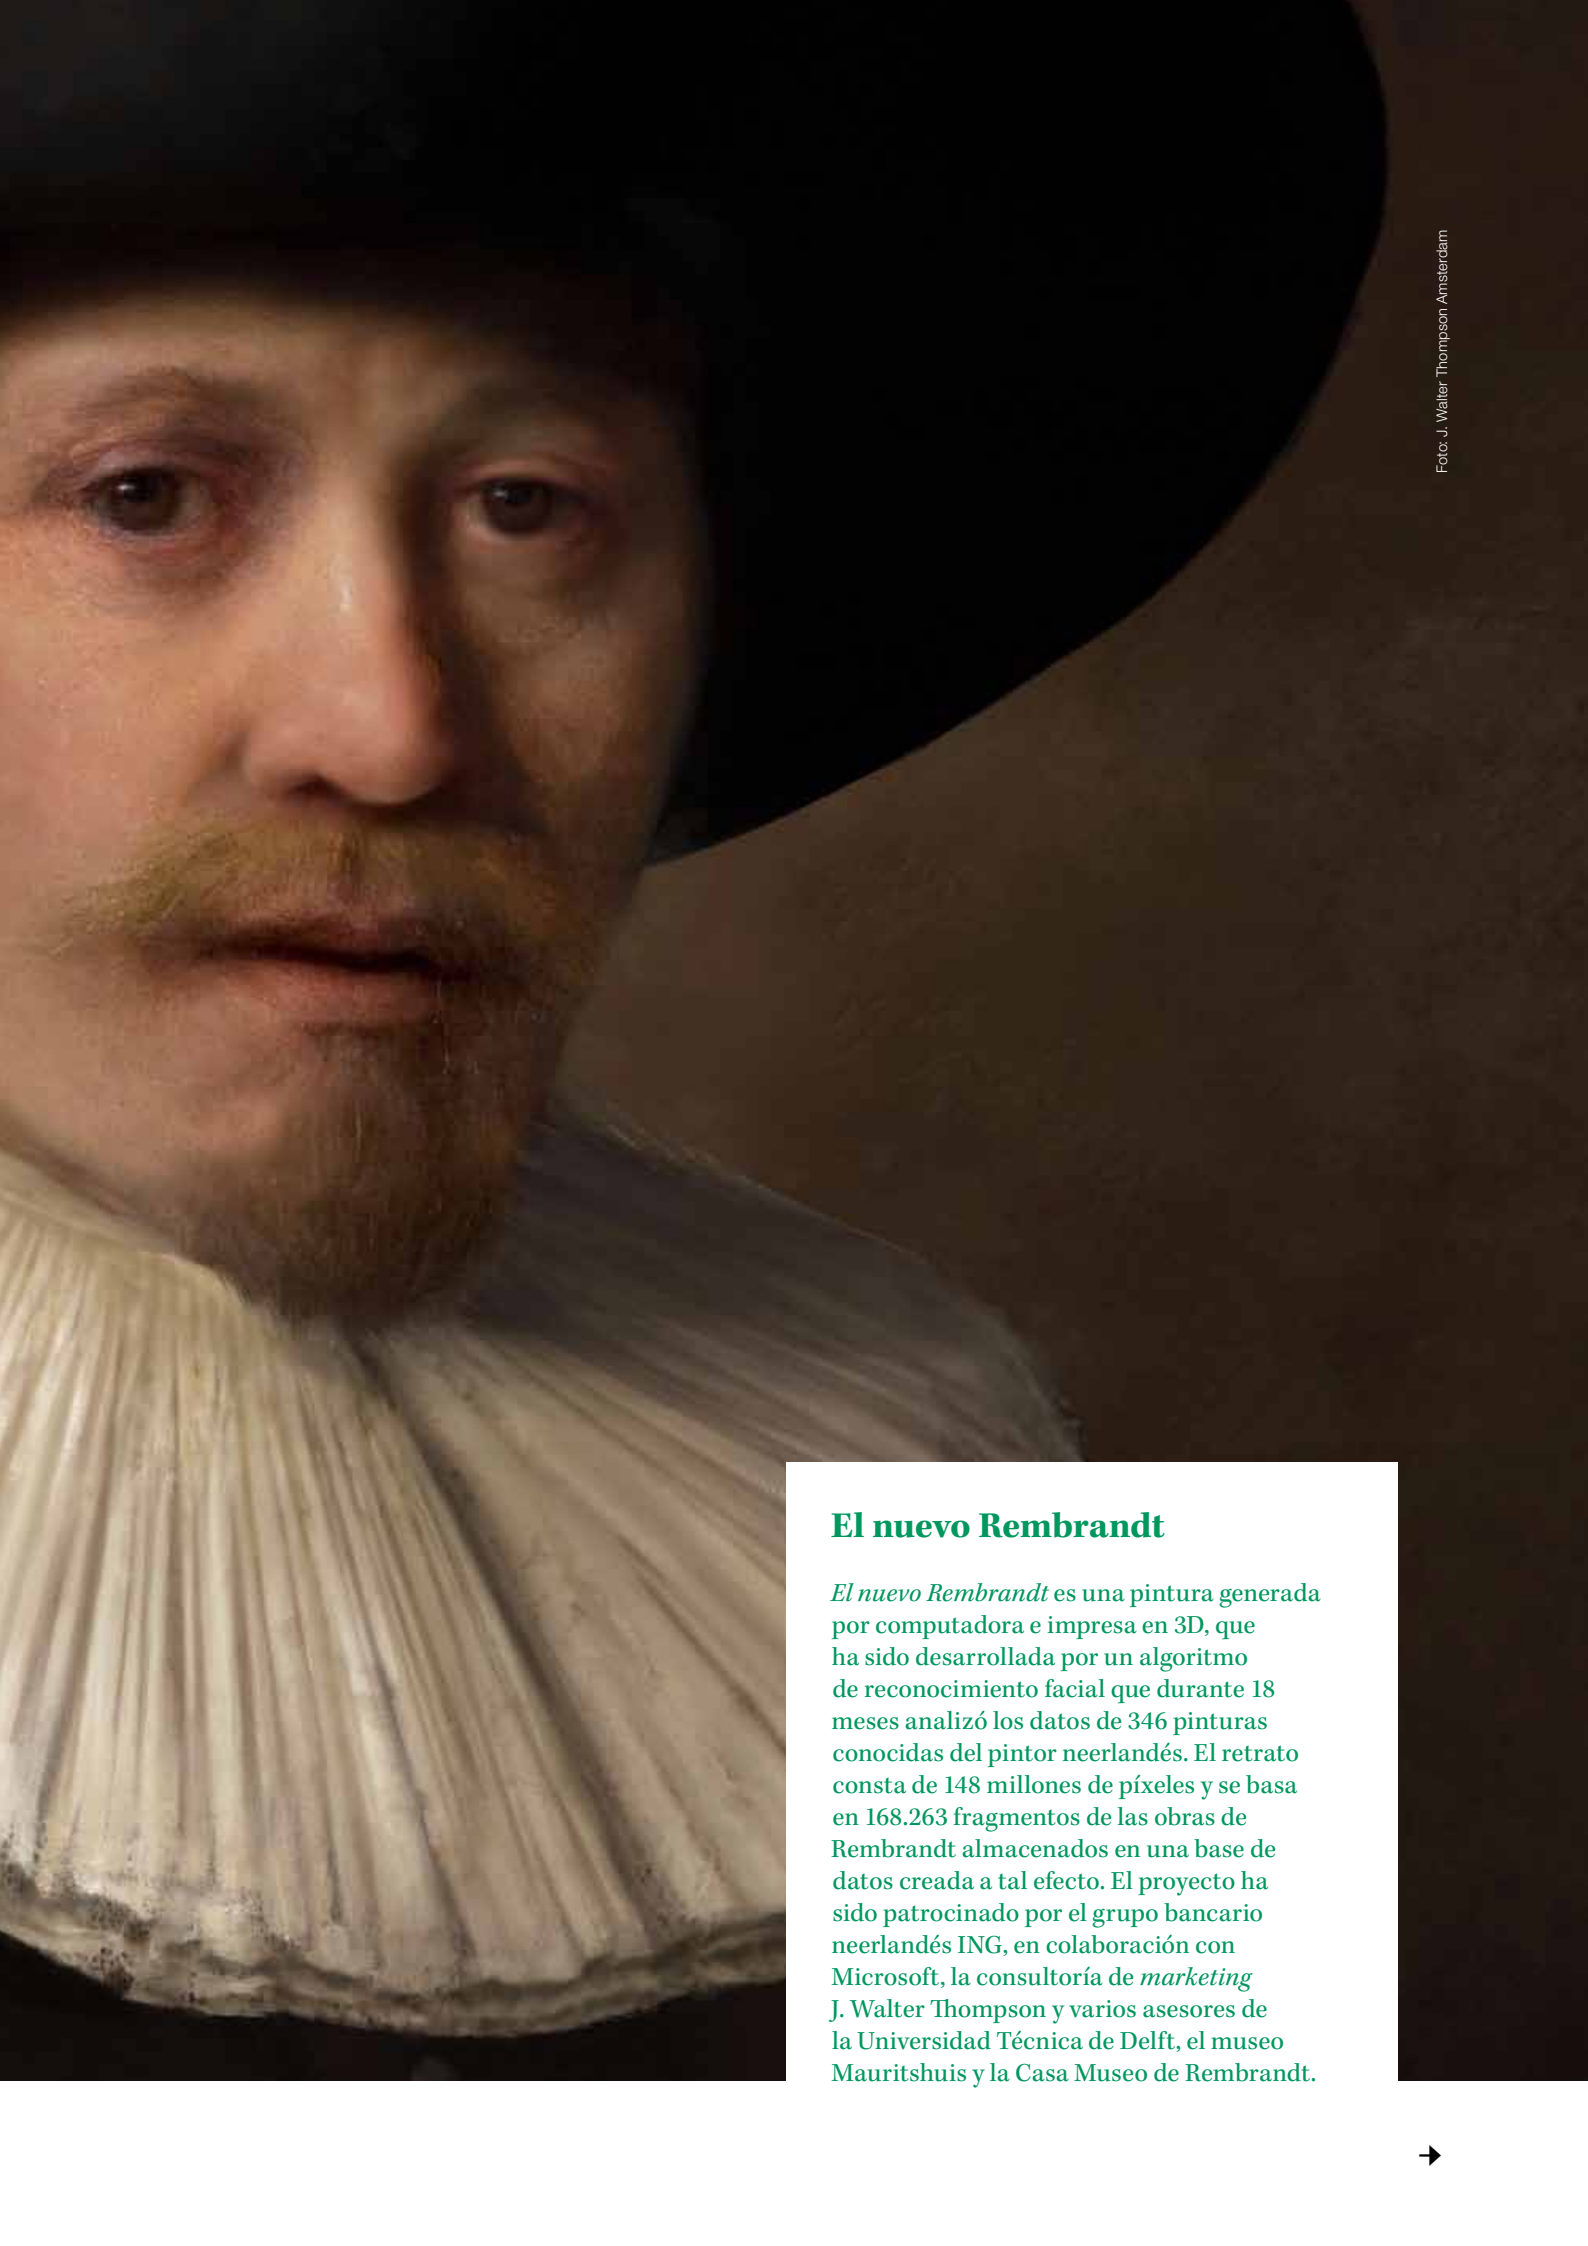 Foto: J. Walter Thompson Amsterdam
El nuevo Rembrandt
El nuevo Rembrandt es una pintura generada
por computadora e impresa en 3D, que
ha sido desarrollada por un algoritmo
de reconocimiento facial que durante 18
meses analizó los datos de 346 pinturas
conocidas del pintor neerlandés. El retrato
consta de 148 millones de píxeles y se basa
en 168.263 fragmentos de las obras de
Rembrandt almacenados en una base de
datos creada a tal efecto. El proyecto ha
sido patrocinado por el grupo bancario
neerlandés ING, en colaboración con
Microsoft, la consultoría de marketing
J. Walter Thompson y varios asesores de
la Universidad Técnica de Delft, el museo
Mauritshuis y la Casa Museo de Rembrandt.